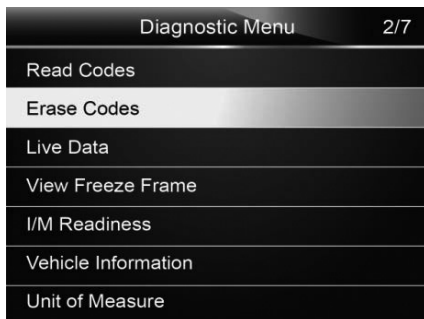 Diagnostic Menu 2/7
Read Codes
Erase Codes
Live Data
View Freeze Frame
I/M Readiness
Vehicle Information
Unit of Measure